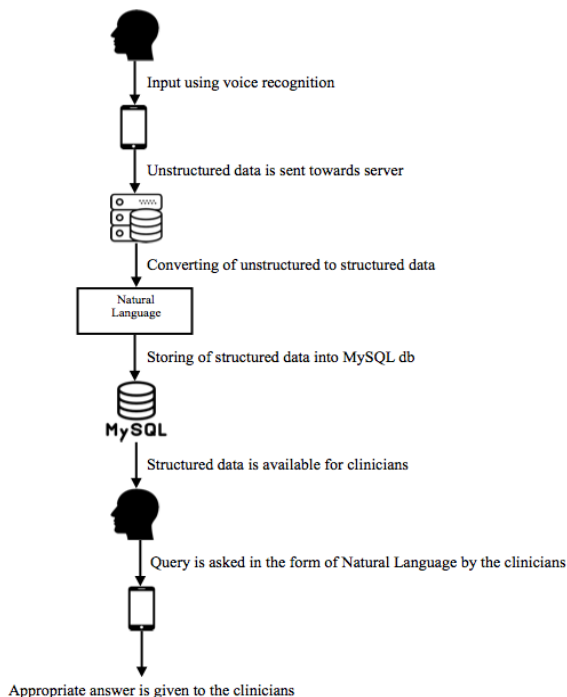 Input using voice recognition
Unstructured data is sent towards server
Converting of unstructured to structured data
Natural
Language
Storing of structured data into MySQL db
MySQL
Structured data is available for clinicians
Query is asked in the form of Natural Language by the clinicians
Appropriate answer is given to the clinicians